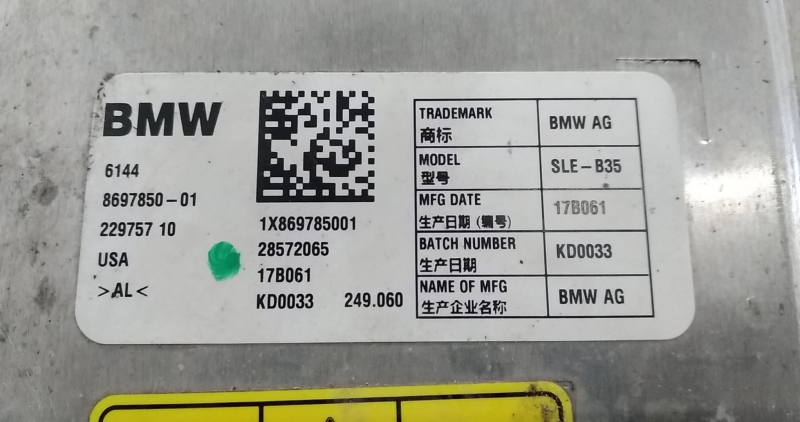 BMW
6144
8697850-01
229757 10
USA
>AL<
1X869785001
28572065
17B061
KD0033 249.060
TRADEMARK
商标
BMW AG
MODEL
型号
SLE-B35
MFG DATE
生产日期 (编号)
17B061
BATCH NUMBER
生产日期
KD0033
NAME OF MFG
生产企业名称
BMW AG